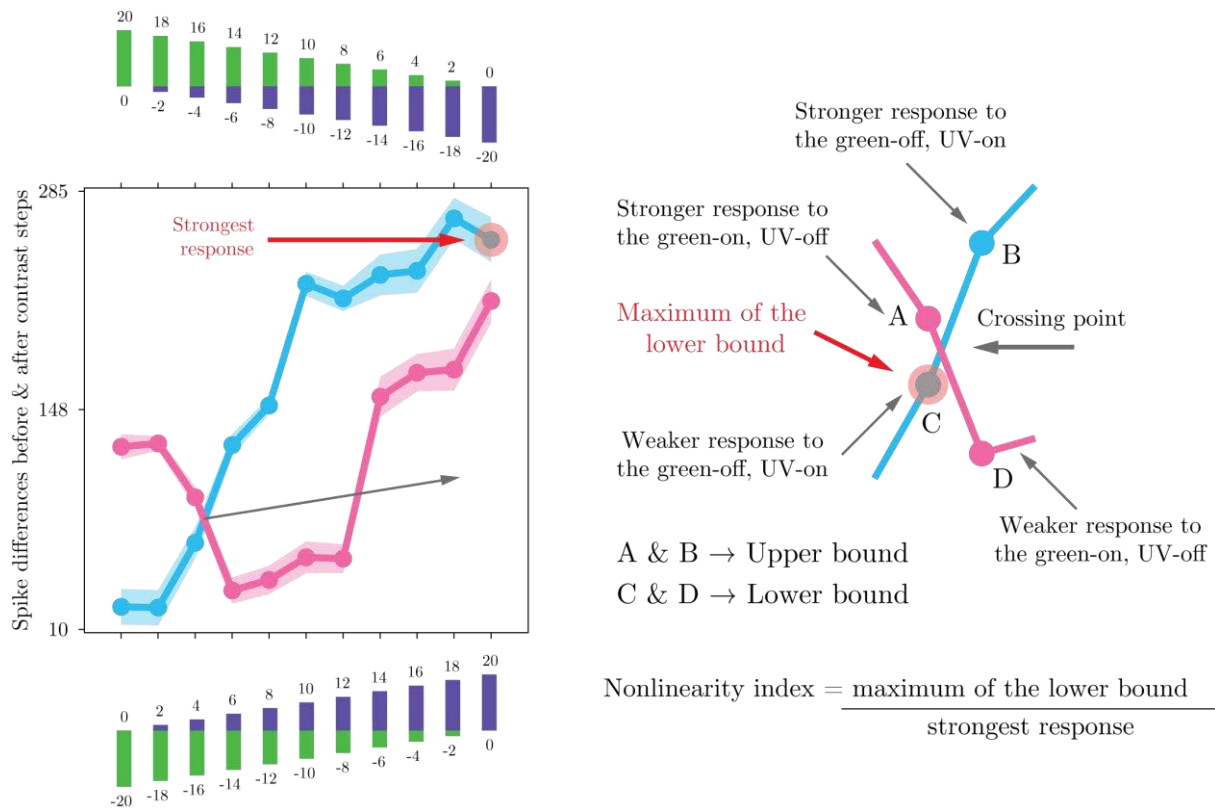 20 18 16 14 12 10 8 6 4 2 0
0 -2 -4 -6 -8 -10 -12 -14 -16 -18 -20
Spike differences before & after contrast steps
285
148
10
Strongest
response
0 2 4 6 8 10 12 14 16 18 20
-20 -18 -16 -14 -12 -10 -8 -6 -4 -2 0
Stronger response to
the green-off, UV-on
Stronger response to
the green-on, UV-off
B
A
Maximum of the
lower bound
Crossing point
C
Weaker response to
the green-off, UV-on
D
Weaker response to
the green-on, UV-off
A & B → Upper bound
C & D → Lower bound
Nonlinearity index = maximum of the lower bound
strongest response